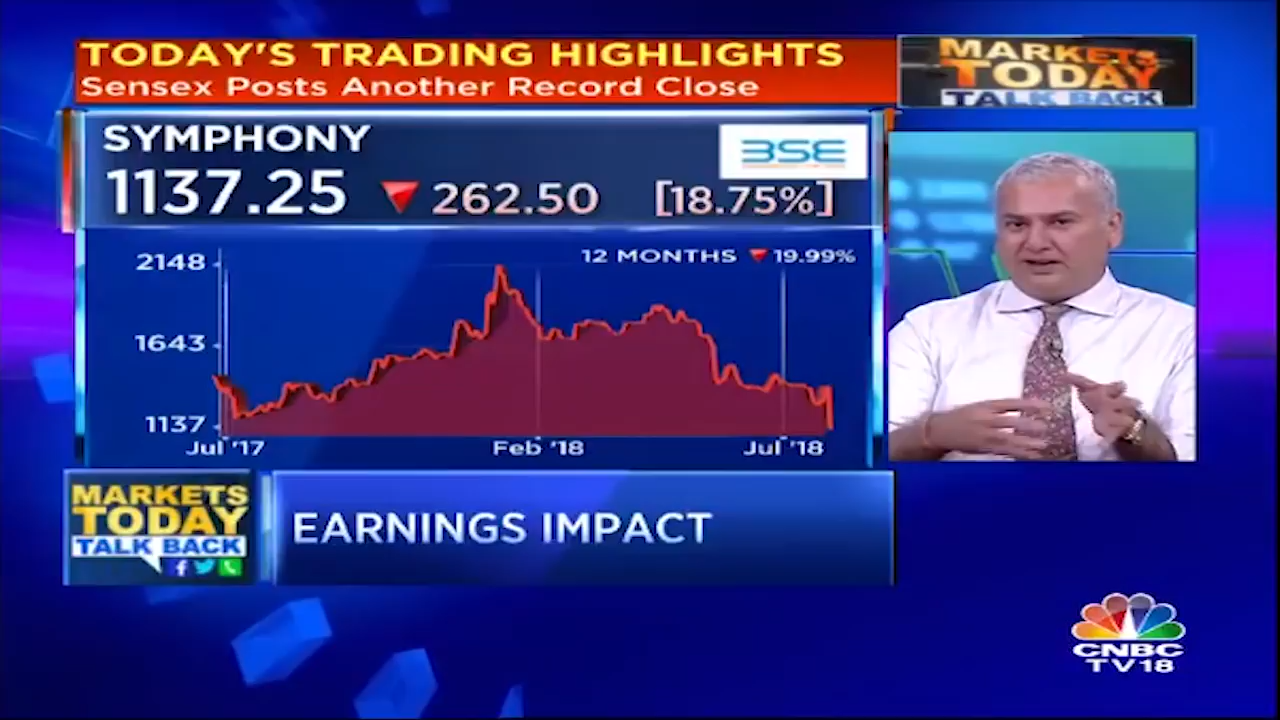 TODAY'S TRADING HIGHLIGHTS
Sensex Posts Another Record Close
MARKETS
TODAY
TALK BACK
SYMPHONY
BSE
1137.25 ▼ 262.50 [18.75%]
12 MONTHS ▼ 19.99%
2148
1643
1137
Jul '17 Feb '18 Jul '18
MARKETS
TODAY
TALK BACK
EARNINGS IMPACT
CNBC
TV18